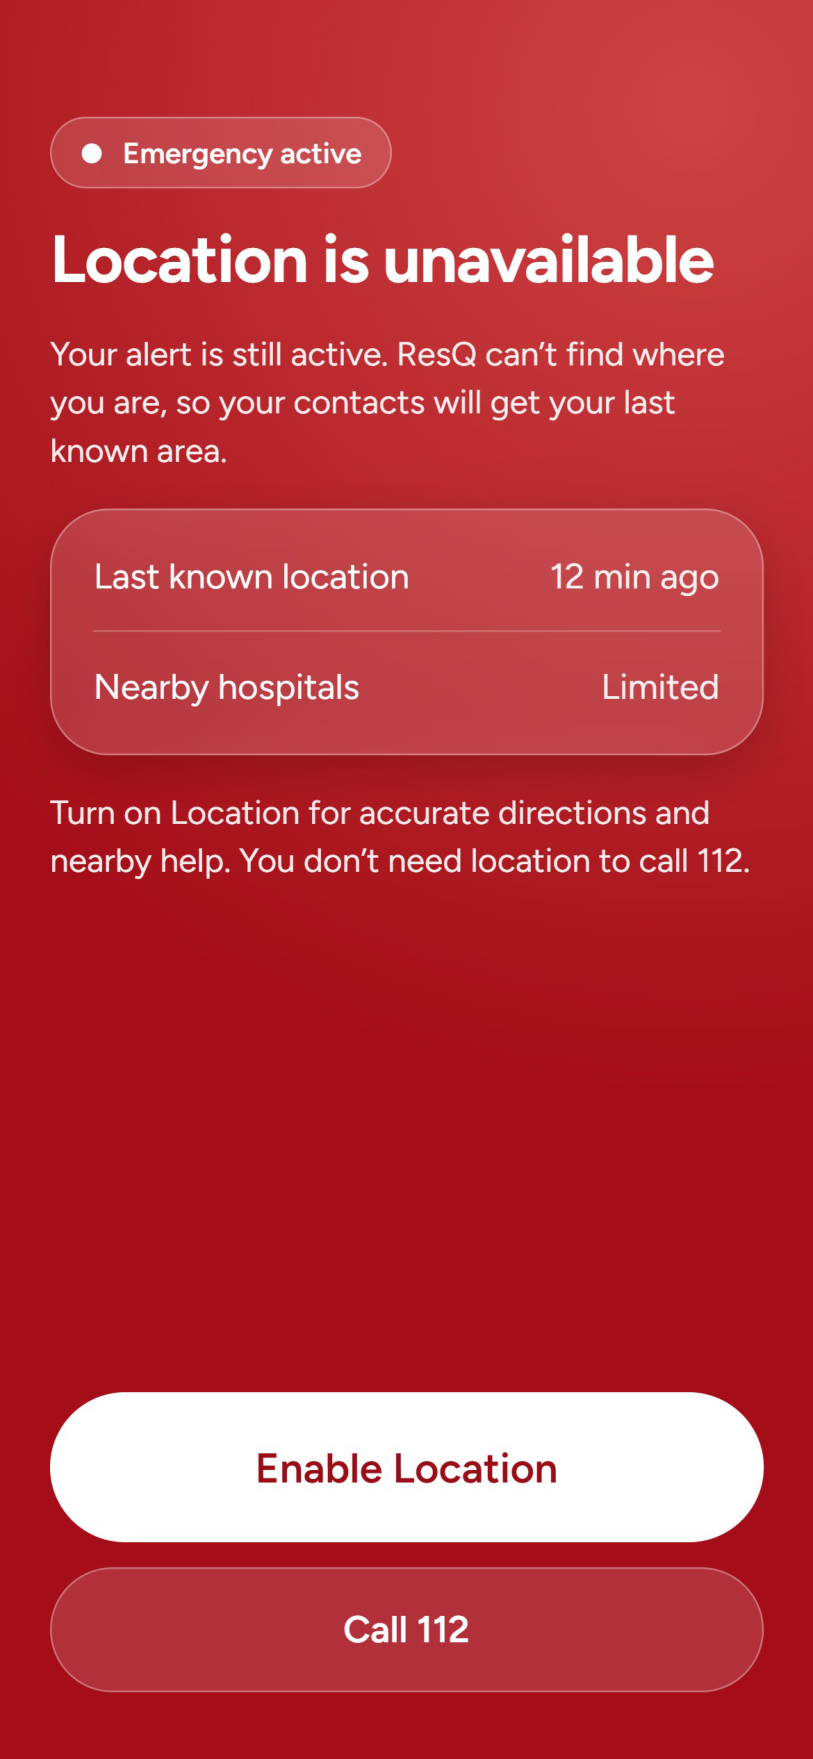 Emergency active
Location is unavailable
Your alert is still active. ResQ can’t find where
you are, so your contacts will get your last
known area.
Last known location 12 min ago
Nearby hospitals Limited
Turn on Location for accurate directions and
nearby help. You don’t need location to call 112.
Enable Location
Call 112